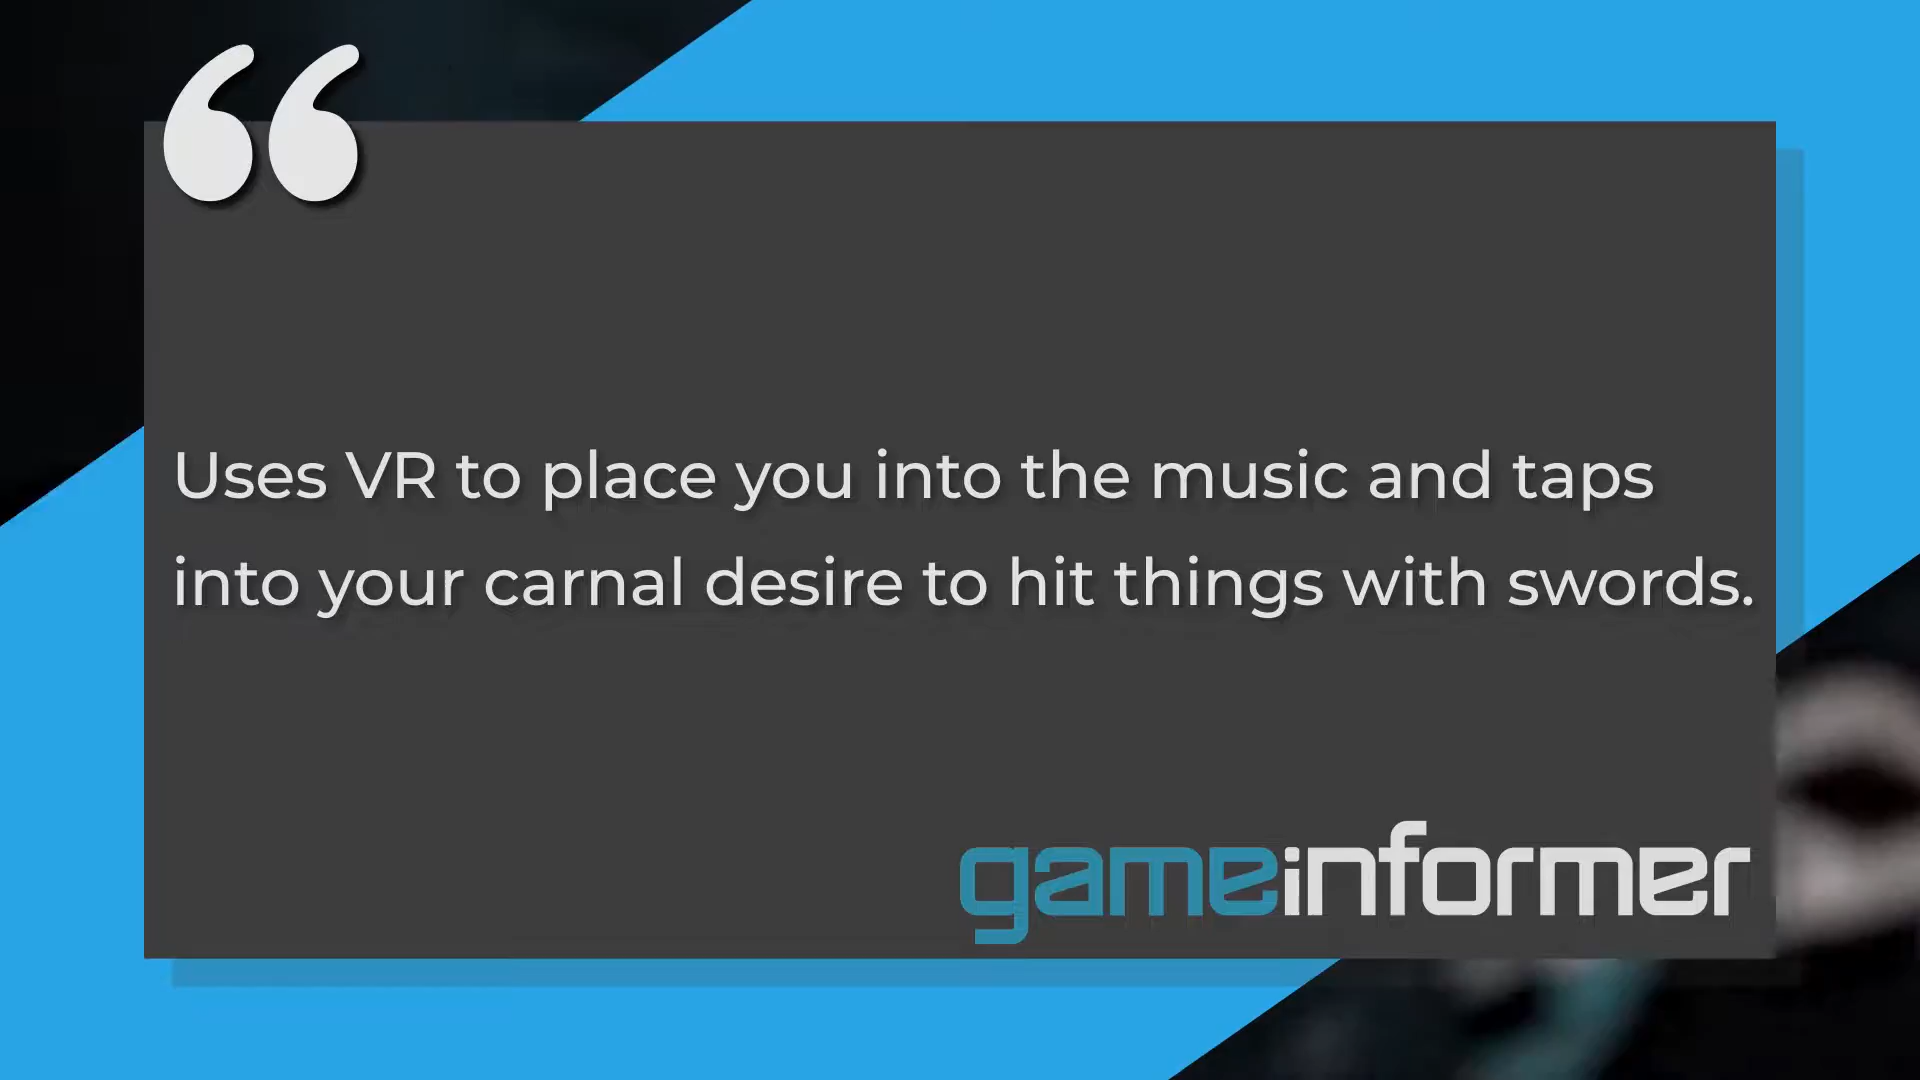 “
Uses VR to place you into the music and taps
into your carnal desire to hit things with swords.
gameinformer